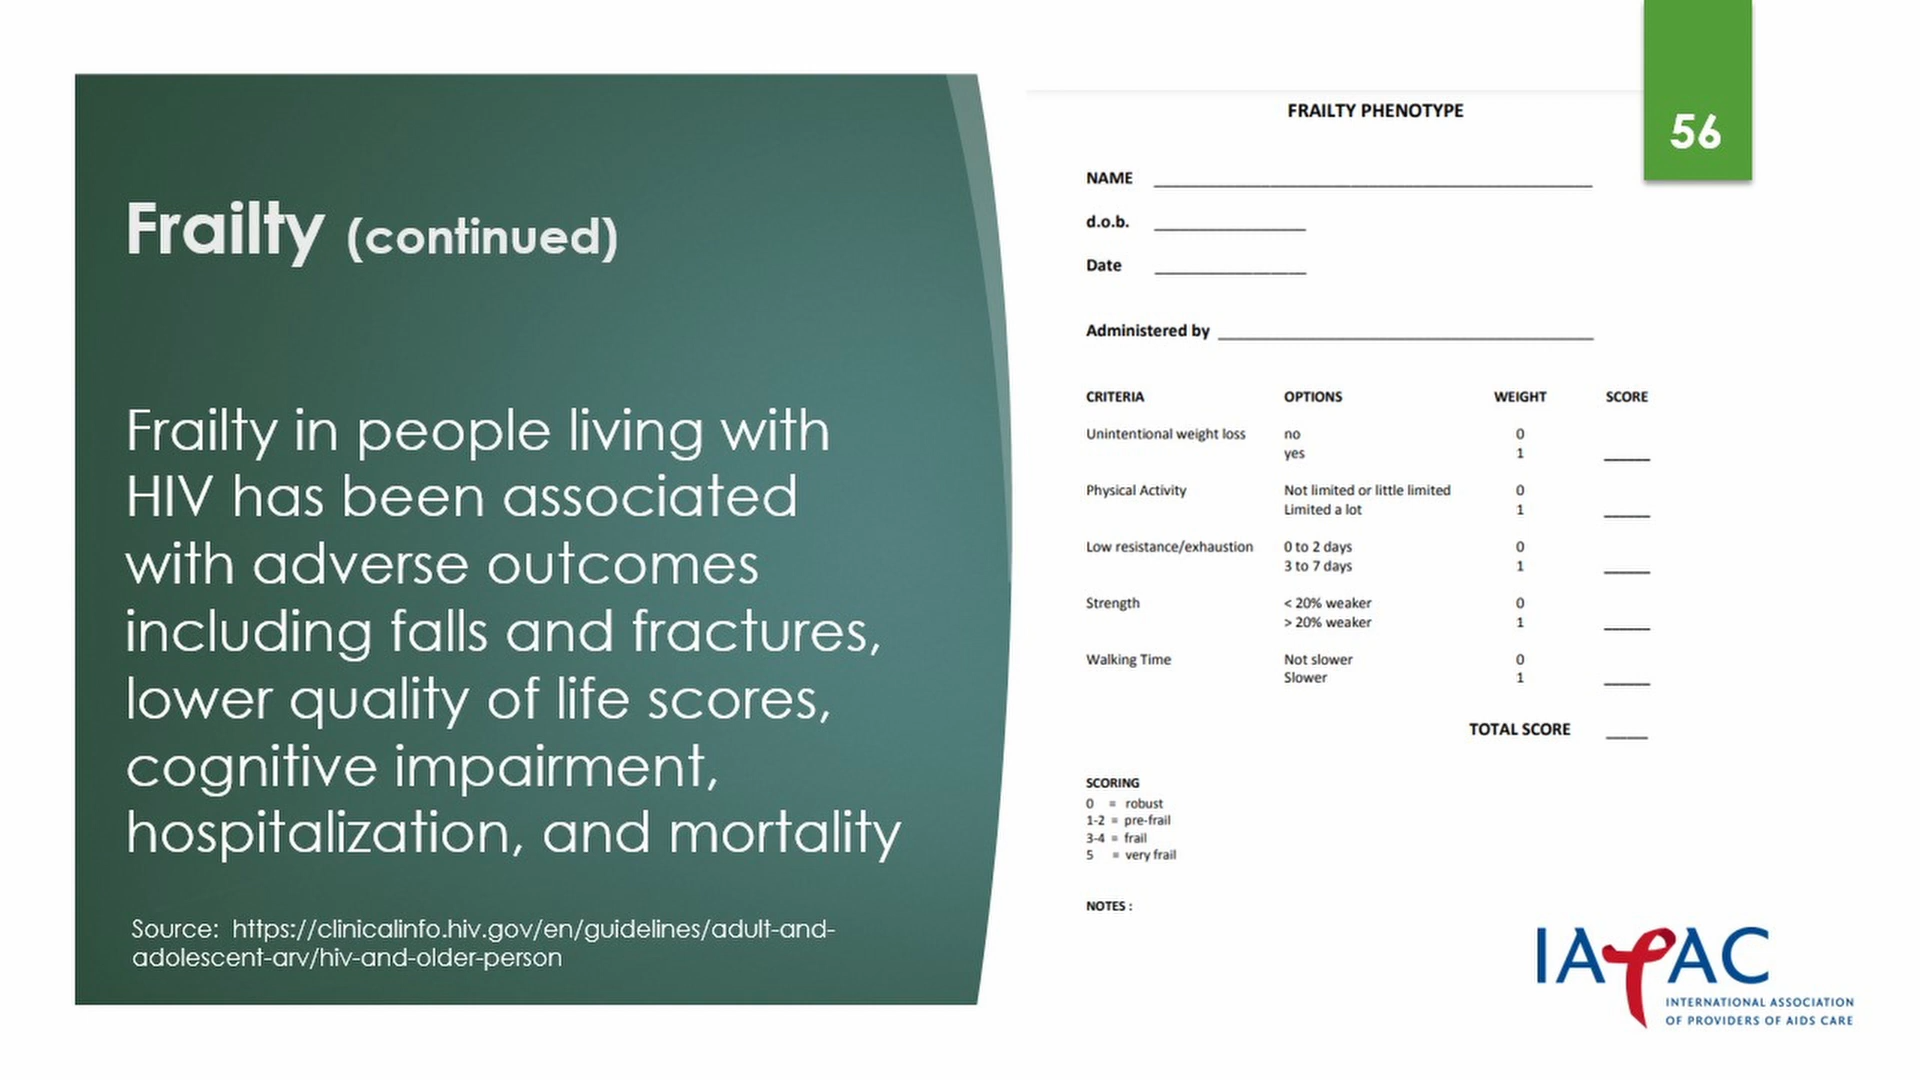 Frailty (continued)
Frailty in people living with
HIV has been associated
with adverse outcomes
including falls and fractures,
lower quality of life scores,
cognitive impairment,
hospitalization, and mortality
Source: https://clinicalinfo.hiv.gov/en/guidelines/adult-and-
adolescent-arv/hiv-and-older-person
56
FRAILTY PHENOTYPE
NAME
d.o.b.
Date
Administered by
CRITERIA OPTIONS WEIGHT SCORE
Unintentional weight loss no 0
yes 1
Physical Activity Not limited or little limited 0
Limited a lot 1
Low resistance/exhaustion 0 to 2 days 0
3 to 7 days 1
Strength < 20% weaker 0
> 20% weaker 1
Walking Time Not slower 0
Slower 1
TOTAL SCORE
SCORING
0 = robust
1-2 = pre-frail
3-4 = frail
5 = very frail
NOTES :
IAPAC
INTERNATIONAL ASSOCIATION
OF PROVIDERS OF AIDS CARE